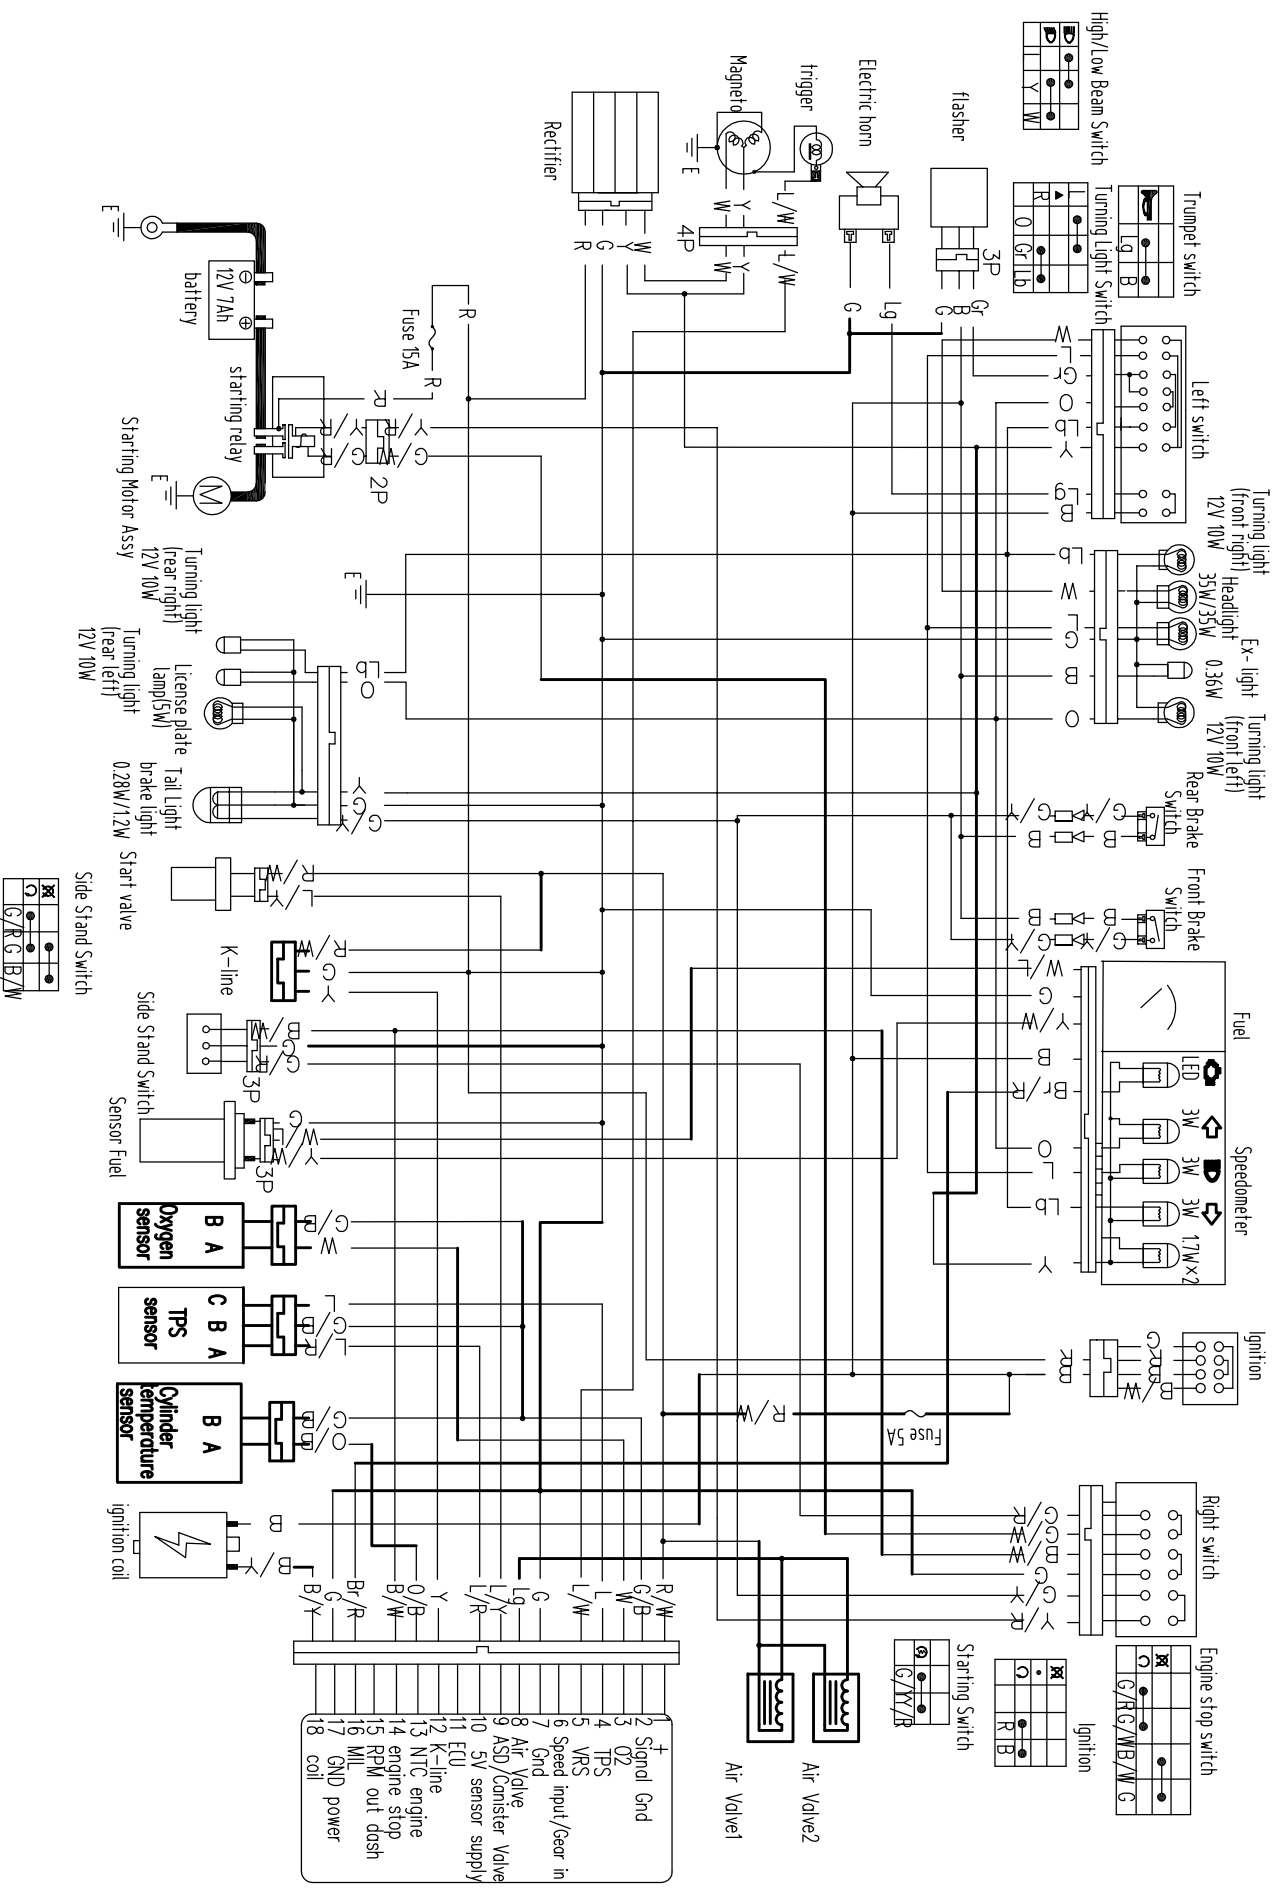 High/Low Beam Switch
L Y W
Turning Light Switch
L
R
O Gr Lb
Trumpet switch
Lg B
flasher
3P
Gr
B
G
Electric horn
Lg
G
trigger
L/W
L/W
Magneto
E
Y
W
Y
W
4P
Rectifier
W
Y
G
R
Fuse 15A
R
R
R
E
12V 7Ah
battery
starting relay
Y/R
G/R
Y/R
G/W
2P
E
M
Starting Motor Assy
Left switch
W
L
Gr
O
Lb
Y
Lg
B
Turning light
(front right)
12V 10W
Headlight
35W/35W
Ex- light
0.36W
Turning light
(front left)
12V 10W
Lb
W
L
G
B
O
E
Turning light
(rear right)
12V 10W
Turning light
(rear left)
12V 10W
License plate
lamp(5W)
Tail Light
brake light
0.28W/1.2W
Lb
O
Y
G
G/Y
Rear Brake
Switch
G/Y
G/Y
B
B
Front Brake
Switch
B
B
G/Y
G/Y
Start valve
R/W
L/Y
K-line
R/W
G
Y
Side Stand Switch
G/R G B/W
Side Stand Switch
B/W
G
G/R
3P
Sensor Fuel
G
W/L
Y/W
3P
Fuel
Speedometer
LED
3W
3W
3W
1.7W×2
W/L
G
Y/W
B
Br/R
O
L
Lb
Y
Oxygen
sensor
B A
G/B
W
TPS
sensor
C B A
L
G/B
L/R
Cylinder
temperature
sensor
B A
G/B
O/B
Ignition
G
R
B
B/W
R
B
R/W
Fuse 5A
ignition coil
B
B/Y
Right switch
G/R
G/W
B/W
G
G/Y
Y/R
Engine stop switch
G/R G/W B/W G
Ignition
R B
Starting Switch
G/Y Y/R
Air Valve1
Air Valve2
R/W
G/B
W
L
L/W
G
Lg
L/Y
L/R
Y
O/B
B/W
Br/R
G
B/Y
1 +
2 Signal Gnd
3 O2
4 TPS
5 VRS
6 Speed input/Gear in
7 Gnd
8 Air Valve
9 ASD/Canister Valve
10 5V sensor supply
11 ECU
12 K-line
13 NTC engine
14 engine stop
15 RPM out dash
16 MIL
17 GND power
18 coil